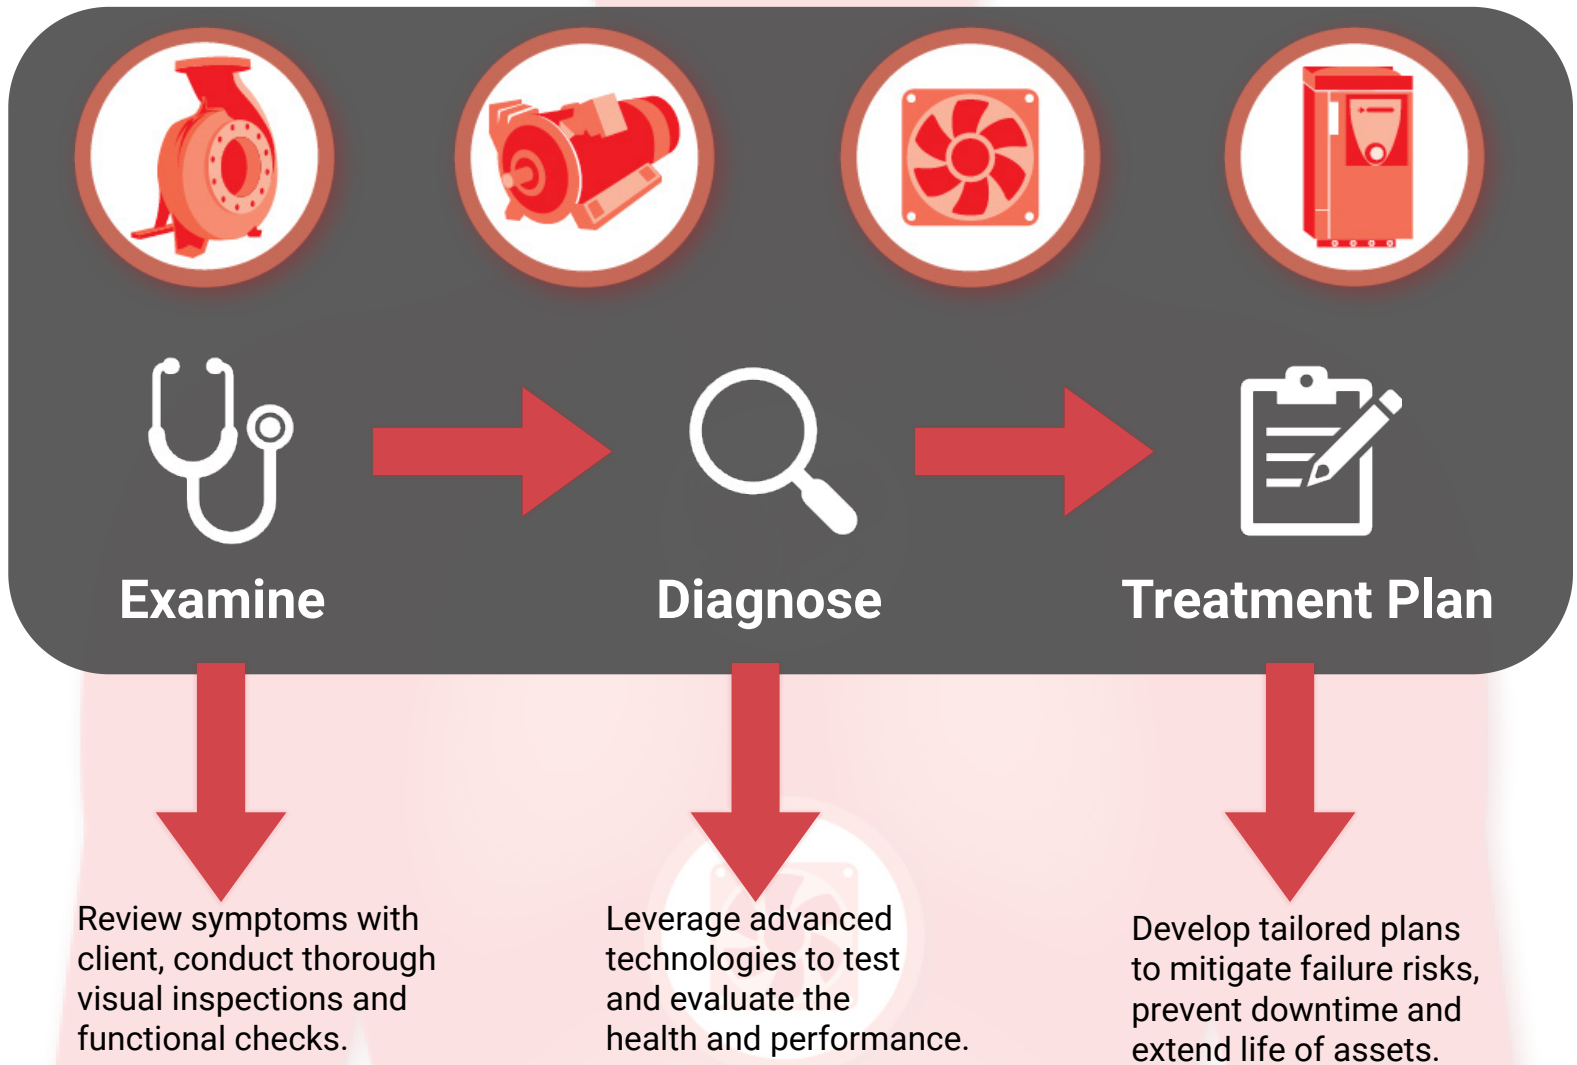 Examine
Diagnose
Treatment Plan
Review symptoms with
client, conduct thorough
visual inspections and
functional checks.
Leverage advanced
technologies to test
and evaluate the
health and performance.
Develop tailored plans
to mitigate failure risks,
prevent downtime and
extend life of assets.